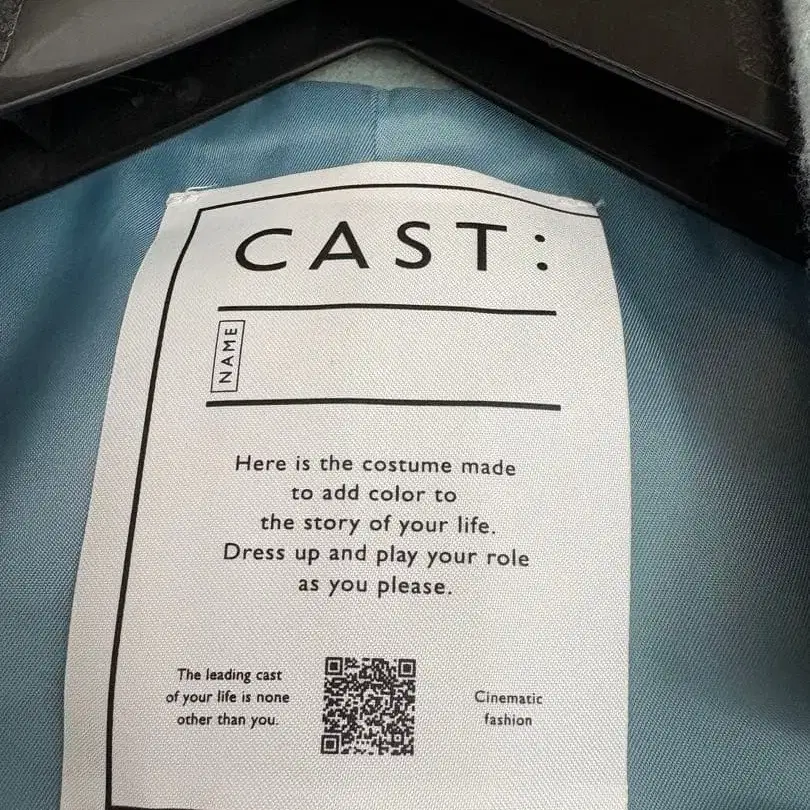 CAST:
NAME
Here is the costume made
to add color to
the story of your life.
Dress up and play your role
as you please.
The leading cast
of your life is none
other than you.
Cinematic
fashion